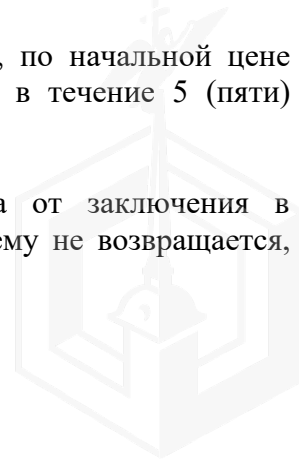 , по начальной цене
в течение 5 (пяти)
а от заключения в
ему не возвращается,